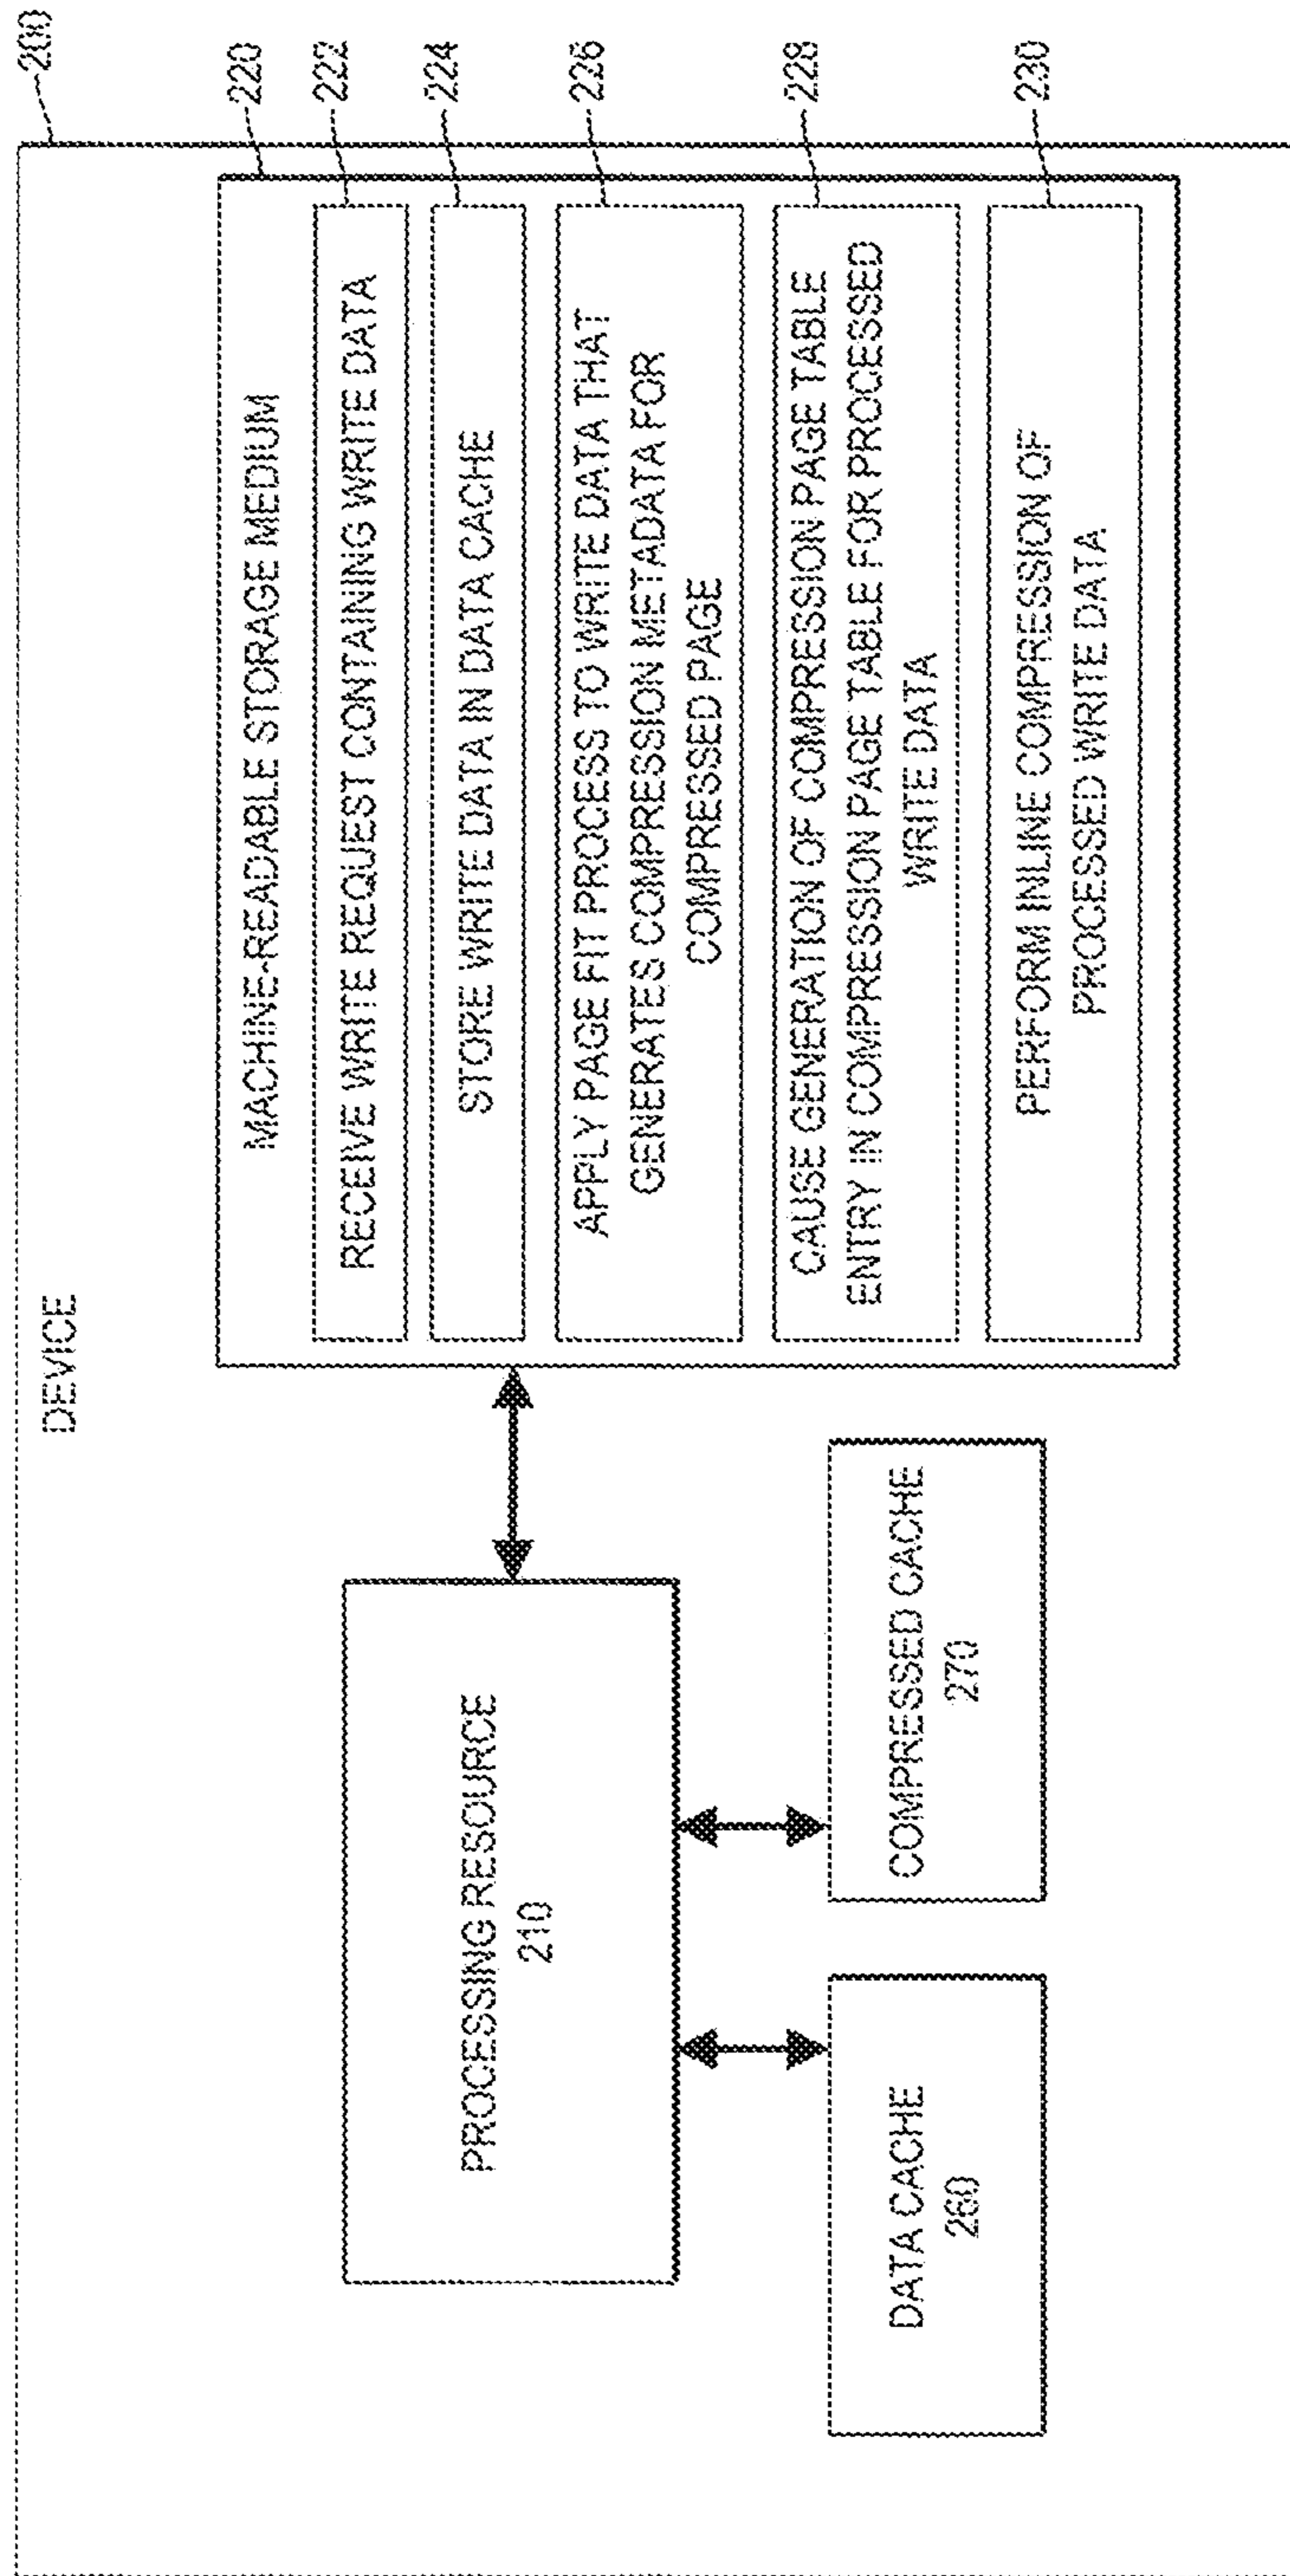 DEVICE
200
MACHINE-READABLE STORAGE MEDIUM
220
RECEIVE WRITE REQUEST CONTAINING WRITE DATA
222
STORE WRITE DATA IN DATA CACHE
224
APPLY PAGE FIT PROCESS TO WRITE DATA THAT
GENERATES COMPRESSION METADATA FOR
COMPRESSED PAGE
226
CAUSE GENERATION OF COMPRESSION PAGE TABLE
ENTRY IN COMPRESSION PAGE TABLE FOR PROCESSED
WRITE DATA
228
PERFORM INLINE COMPRESSION OF
PROCESSED WRITE DATA
230
PROCESSING RESOURCE
210
DATA CACHE
260
COMPRESSED CACHE
270